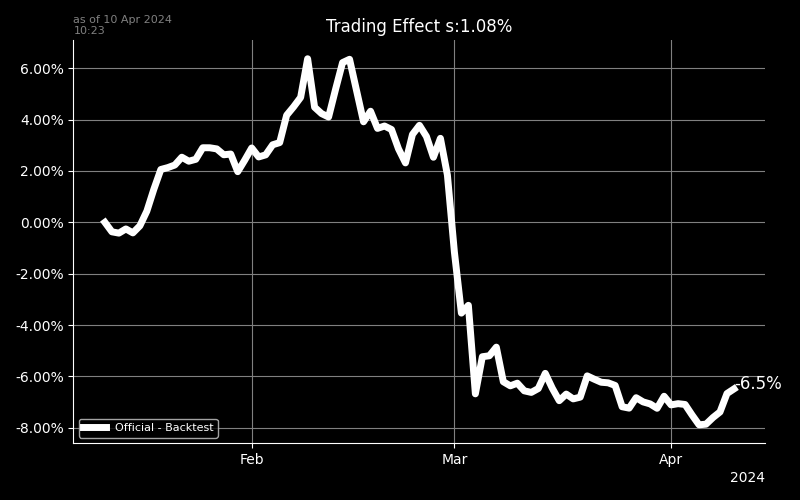 as of 10 Apr 2024
10:23
Trading Effect s:1.08%
6.00%
4.00%
2.00%
0.00%
-2.00%
-4.00%
-6.00%
-8.00%
-6.5%
Official - Backtest
Feb
Mar
Apr
2024